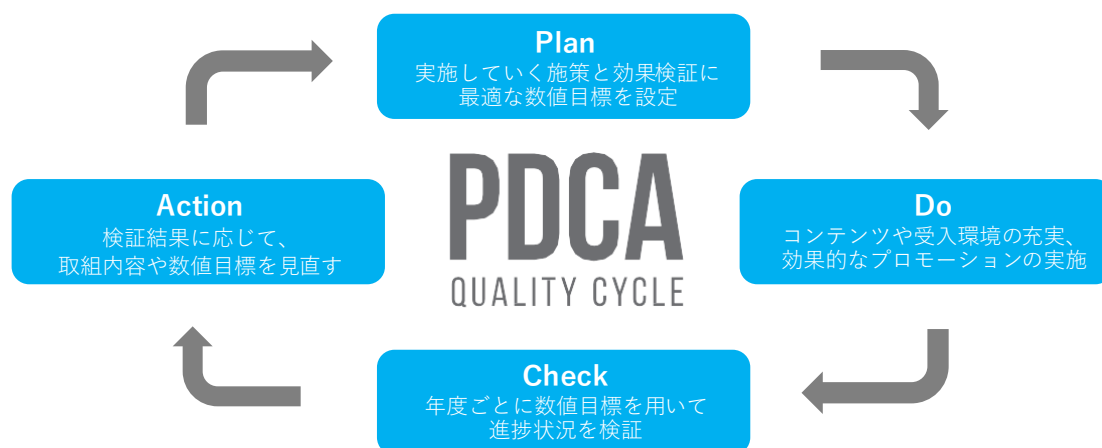 Plan
実施していく施策と効果検証に
最適な数値目標を設定
Action
検証結果に応じて、
取組内容や数値目標を見直す
PDCA
QUALITY CYCLE
Do
コンテンツや受入環境の充実、
効果的なプロモーションの実施
Check
年度ごとに数値目標を用いて
進捗状況を検証